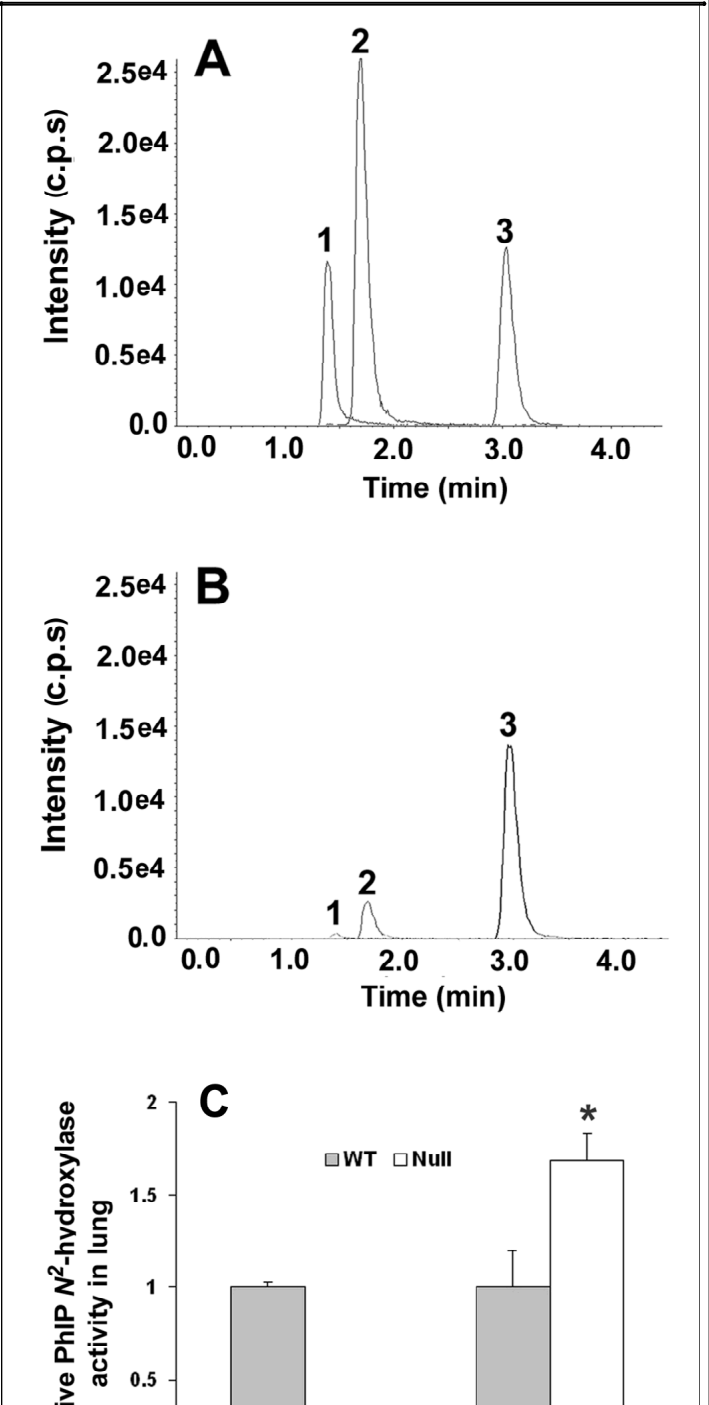 A
2
2.5e4
2.0e4
1.5e4
1
3
1.0e4
0.5e4
0.0
Intensity (c.p.s)
0.0 1.0 2.0 3.0 4.0
Time (min)
B
2.5e4
2.0e4
1.5e4
3
1.0e4
0.5e4
2
1
0.0
Intensity (c.p.s)
0.0 1.0 2.0 3.0 4.0
Time (min)
C
2
*
WT Null
1.5
1
0.5
PhIP N²-hydroxylase
activity in lung